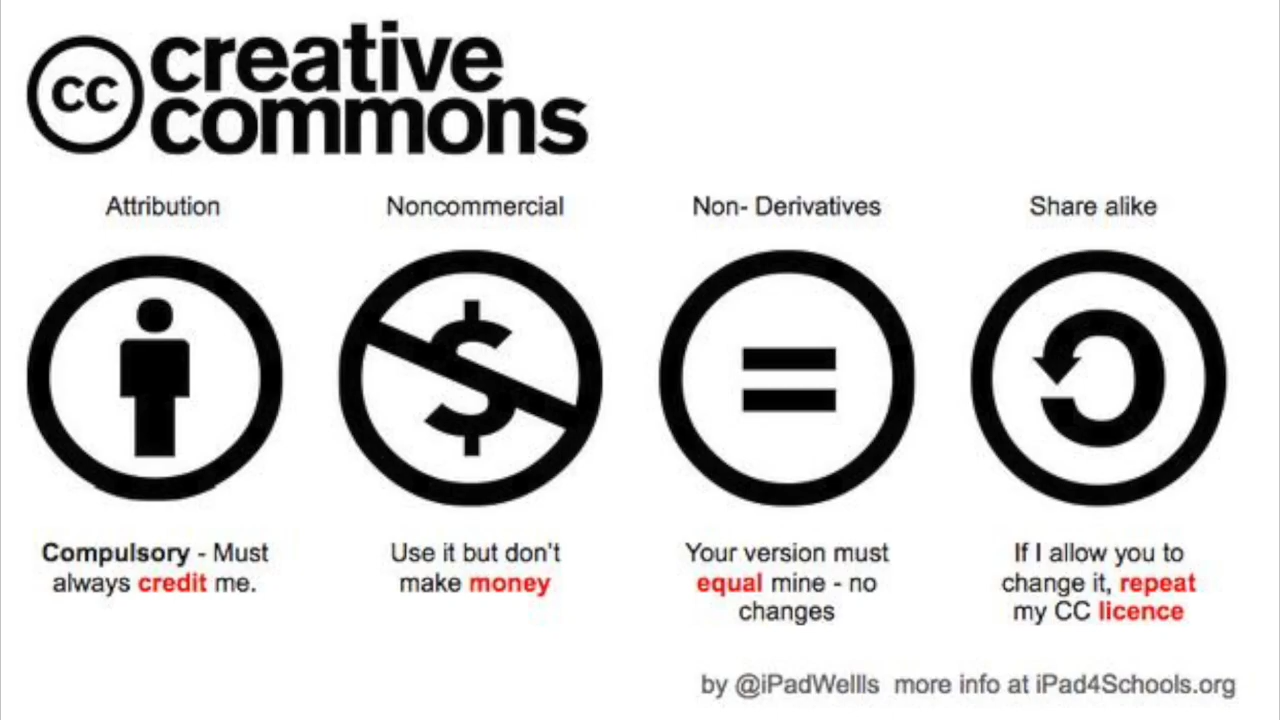 cc creative
commons
Attribution
Noncommercial
Non- Derivatives
Share alike
$
=
Compulsory - Must
always credit me.
Use it but don't
make money
Your version must
equal mine - no
changes
If I allow you to
change it, repeat
my CC licence
by @iPadWellls more info at iPad4Schools.org